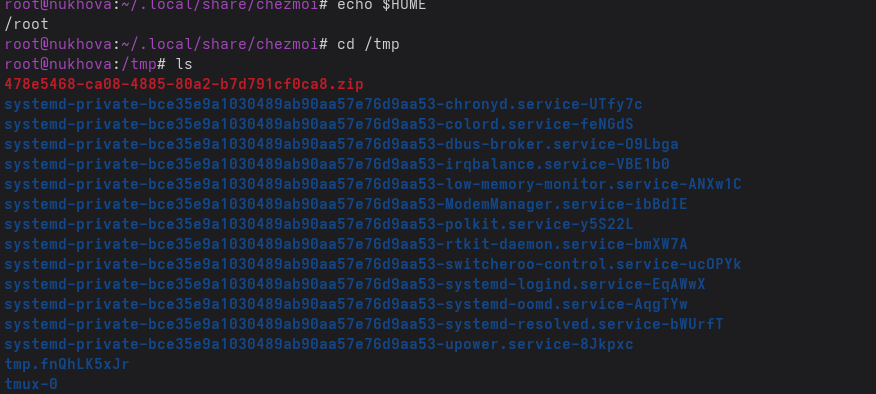 root@nukhova:~/.local/share/chezmoi# echo $HOME
/root
root@nukhova:~/.local/share/chezmoi# cd /tmp
root@nukhova:/tmp# ls
478e5468-ca08-4885-80a2-b7d791cf0ca8.zip
systemd-private-bce35e9a1030489ab90aa57e76d9aa53-chronyd.service-UTfy7c
systemd-private-bce35e9a1030489ab90aa57e76d9aa53-colord.service-feN6dS
systemd-private-bce35e9a1030489ab90aa57e76d9aa53-dbus-broker.service-O9Lbga
systemd-private-bce35e9a1030489ab90aa57e76d9aa53-irqbalance.service-VBE1b0
systemd-private-bce35e9a1030489ab90aa57e76d9aa53-low-memory-monitor.service-ANXw1C
systemd-private-bce35e9a1030489ab90aa57e76d9aa53-ModemManager.service-ibBdIE
systemd-private-bce35e9a1030489ab90aa57e76d9aa53-polkit.service-y5S22L
systemd-private-bce35e9a1030489ab90aa57e76d9aa53-rtkit-daemon.service-bmXW7A
systemd-private-bce35e9a1030489ab90aa57e76d9aa53-switcheroo-control.service-ucOPYk
systemd-private-bce35e9a1030489ab90aa57e76d9aa53-systemd-logind.service-EqAWwX
systemd-private-bce35e9a1030489ab90aa57e76d9aa53-systemd-oomd.service-AqgTYw
systemd-private-bce35e9a1030489ab90aa57e76d9aa53-systemd-resolved.service-bWUrfT
systemd-private-bce35e9a1030489ab90aa57e76d9aa53-upower.service-8Jkpxc
tmp.fnQhLK5xJr
tmux-0